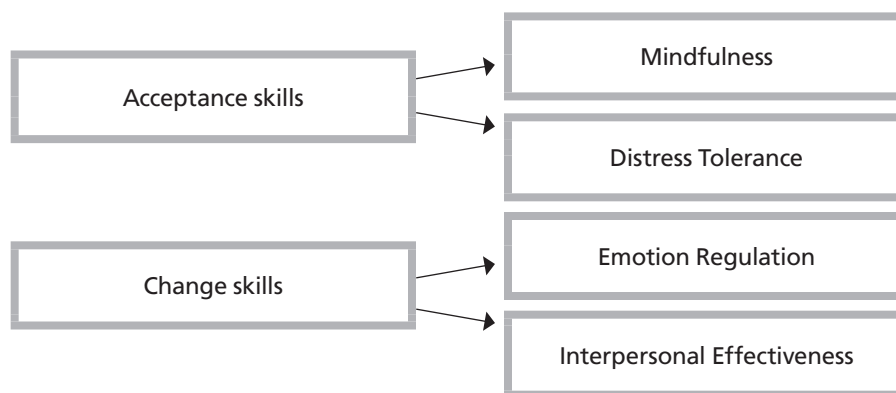 Acceptance skills
Mindfulness
Distress Tolerance
Change skills
Emotion Regulation
Interpersonal Effectiveness